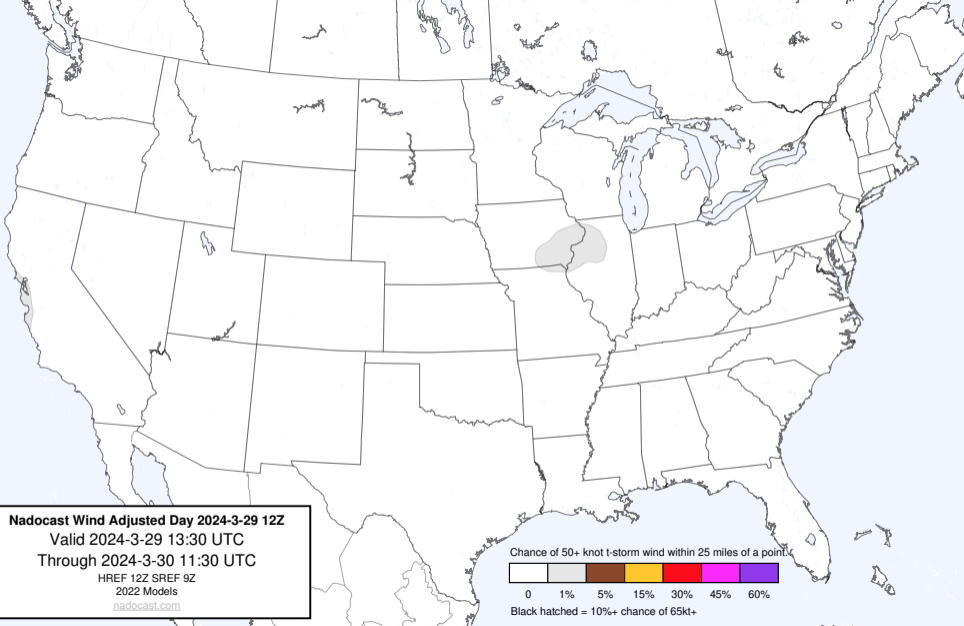 Nadocast Wind Adjusted Day 2024-3-29 12Z
Valid 2024-3-29 13:30 UTC
Through 2024-3-30 11:30 UTC
HREF 12Z SREF 9Z
2022 Models
nadocast.com
Chance of 50+ knot t-storm wind within 25 miles of a point.
0 1% 5% 15% 30% 45% 60%
Black hatched = 10%+ chance of 65kt+